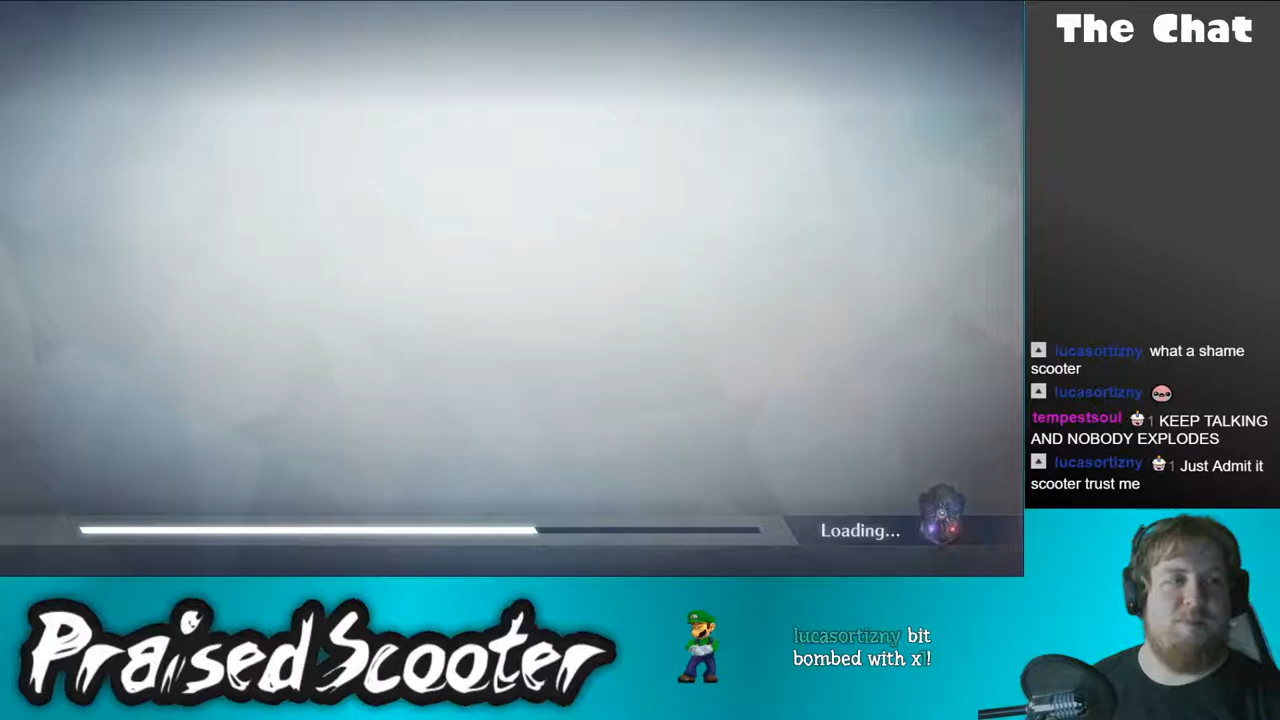 The Chat
lucasortizny what a shame
scooter
lucasortizny
tempestsoul 1 KEEP TALKING
AND NOBODY EXPLODES
lucasortizny 1 Just Admit it
scooter trust me
Loading...
PraisedScooter
lucasortizny bit
bombed with x1!